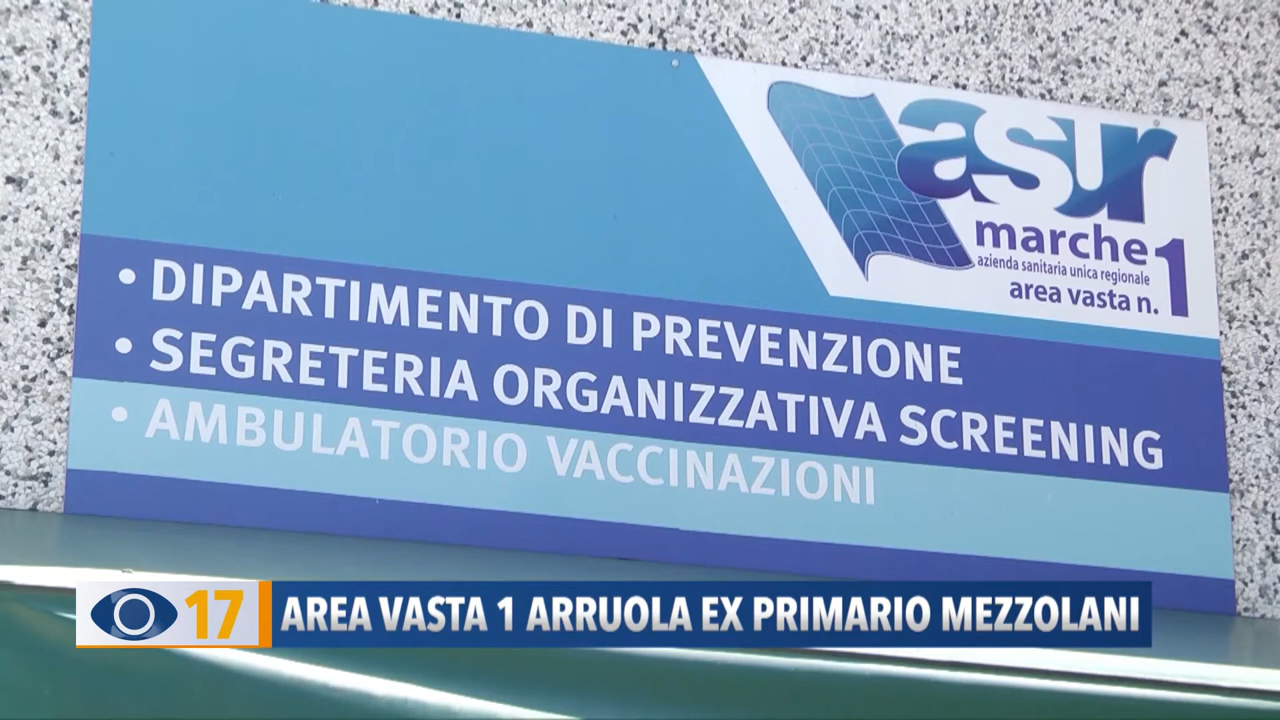 asur
marche 1
azienda sanitaria unica regionale
area vasta n.
• DIPARTIMENTO DI PREVENZIONE
• SEGRETERIA ORGANIZZATIVA SCREENING
• AMBULATORIO VACCINAZIONI
17 AREA VASTA 1 ARRUOLA EX PRIMARIO MEZZOLANI